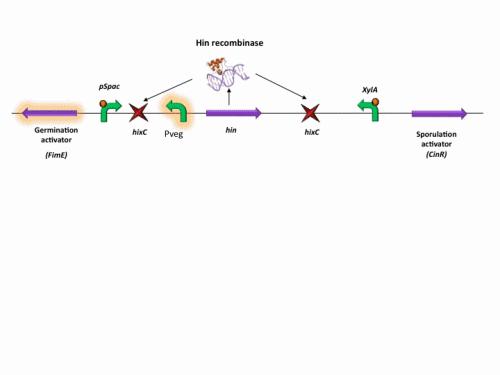 Hin recombinase
pSpac
XylA
Germination
activator
(FimE)
hixC
Pveg
hin
hixC
Sporulation
activator
(CinR)